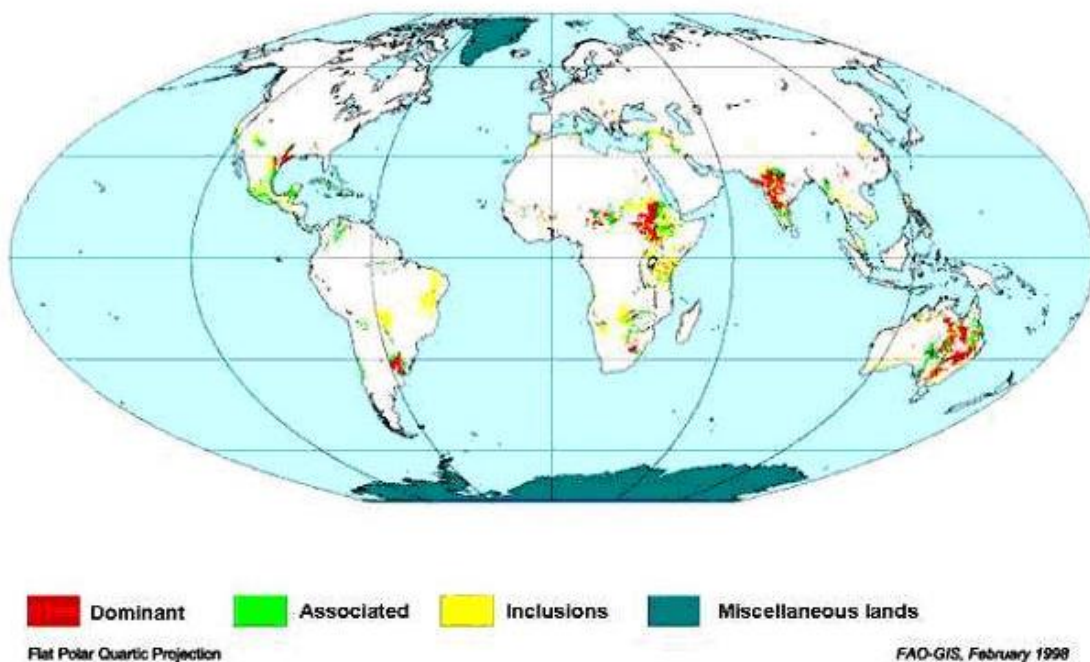 Dominant Associated Inclusions Miscellaneous lands
Flat Polar Quartic Projection FAO-GIS, February 1998